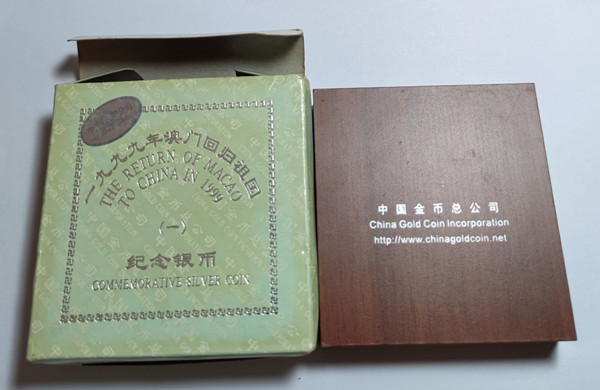 一九九九年澳门回归祖国
THE RETURN OF MACAO
TO CHINA IN 1999
(一)
纪念银币
COMMEMORATIVE SILVER COIN
中国金币总公司
China Gold Coin Incorporation
http://www.chinagoldcoin.net